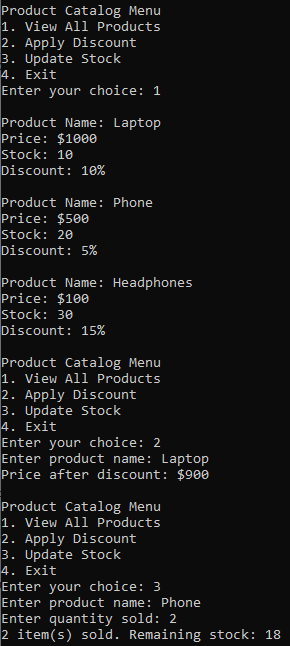 Product Catalog Menu
1. View All Products
2. Apply Discount
3. Update Stock
4. Exit
Enter your choice: 1

Product Name: Laptop
Price: $1000
Stock: 10
Discount: 10%

Product Name: Phone
Price: $500
Stock: 20
Discount: 5%

Product Name: Headphones
Price: $100
Stock: 30
Discount: 15%

Product Catalog Menu
1. View All Products
2. Apply Discount
3. Update Stock
4. Exit
Enter your choice: 2
Enter product name: Laptop
Price after discount: $900

Product Catalog Menu
1. View All Products
2. Apply Discount
3. Update Stock
4. Exit
Enter your choice: 3
Enter product name: Phone
Enter quantity sold: 2
2 item(s) sold. Remaining stock: 18